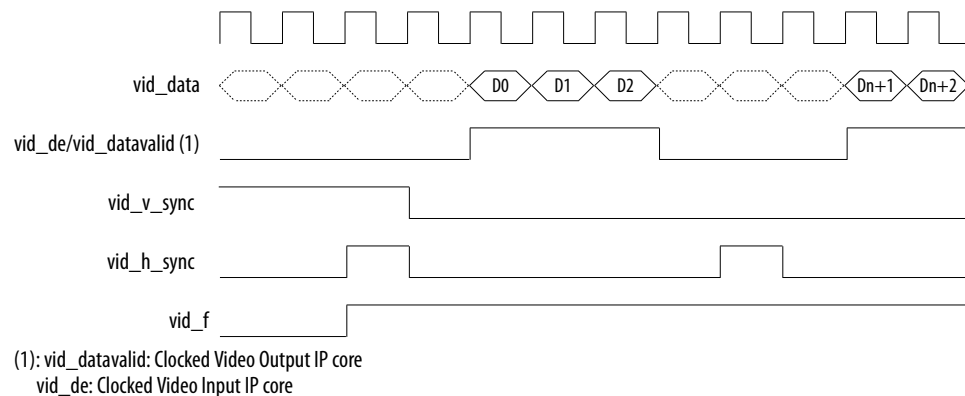 vid_data D0 D1 D2 Dn+1 Dn+2
vid_de/vid_datavalid (1)
vid_v_sync
vid_h_sync
vid_f
(1): vid_datavalid: Clocked Video Output IP core
vid_de: Clocked Video Input IP core